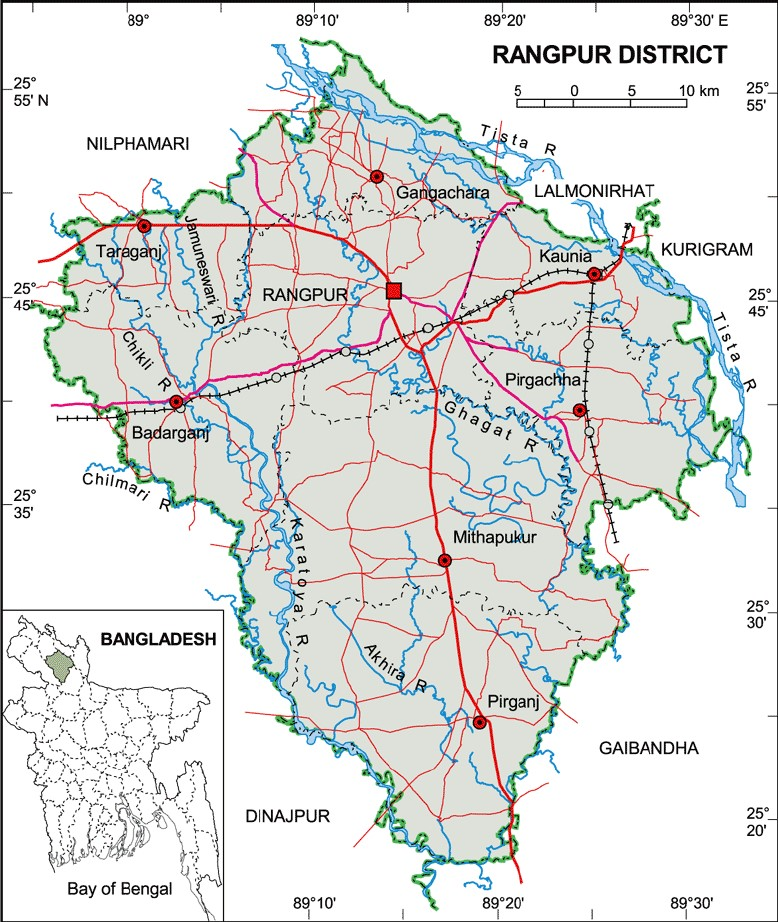 89° 89°10' 89°20' 89°30' E
RANGPUR DISTRICT
5 0 5 10 km
25°
55' N
25°
55'
NILPHAMARI
Tista R
Gangachara
LALMONIRHAT
Taraganj
Jamuneswari R
Kaunia
KURIGRAM
RANGPUR
25°
45'
25°
45'
Tista R
Chikli R
Pirgachha
Ghagat R
Badarganj
Chilmari R
25°
35'
Karatoya R
Mithapukur
25°
30'
BANGLADESH
Akhira R
Pirganj
GAIBANDHA
DINAJPUR
25°
20'
Bay of Bengal
89°10' 89°20' 89°30'